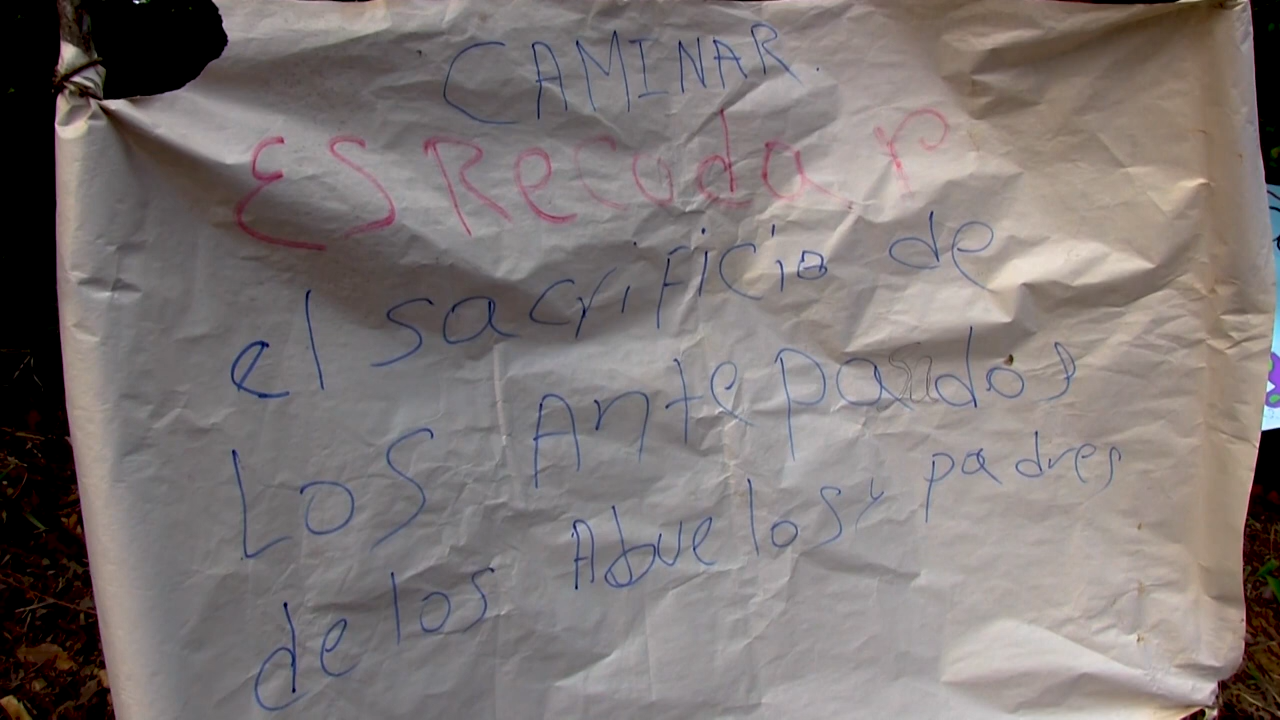 CAMINAR.
ES Recodar
el sacrificio de
Los Antepasados
de los Abuelos y padres